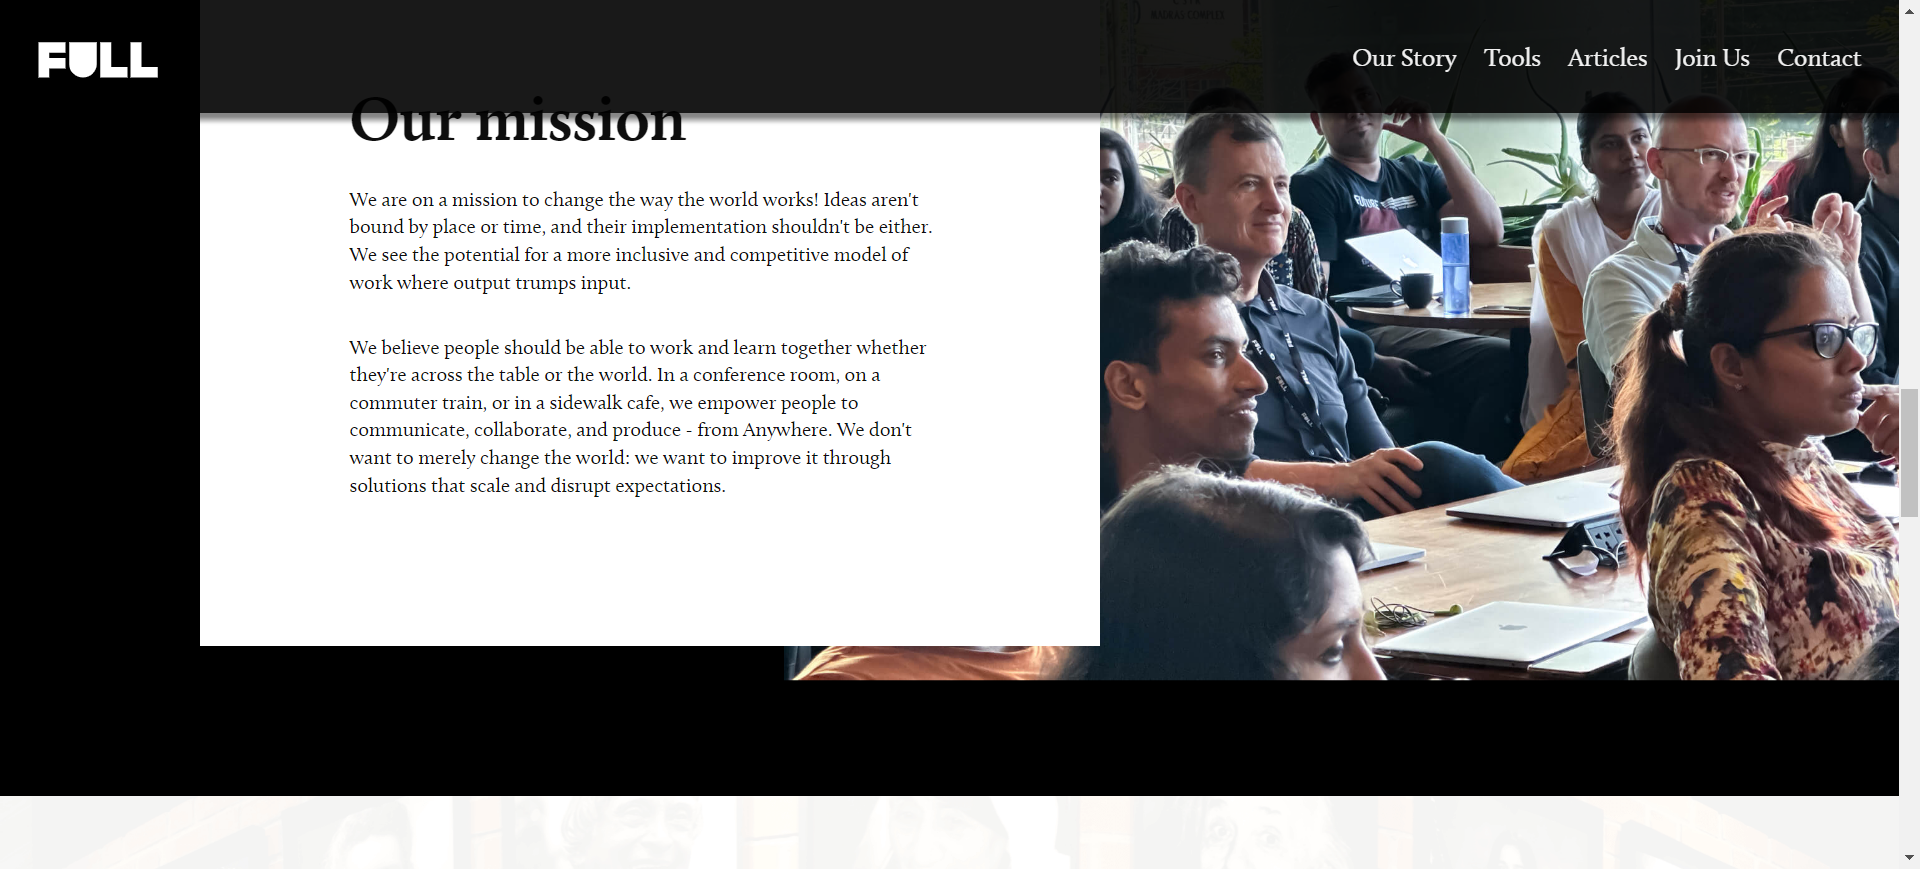 FULL
Our Story Tools Articles Join Us Contact
Our mission
We are on a mission to change the way the world works! Ideas aren't
bound by place or time, and their implementation shouldn't be either.
We see the potential for a more inclusive and competitive model of
work where output trumps input.
We believe people should be able to work and learn together whether
they're across the table or the world. In a conference room, on a
commuter train, or in a sidewalk cafe, we empower people to
communicate, collaborate, and produce - from Anywhere. We don't
want to merely change the world: we want to improve it through
solutions that scale and disrupt expectations.
FULL
FULL